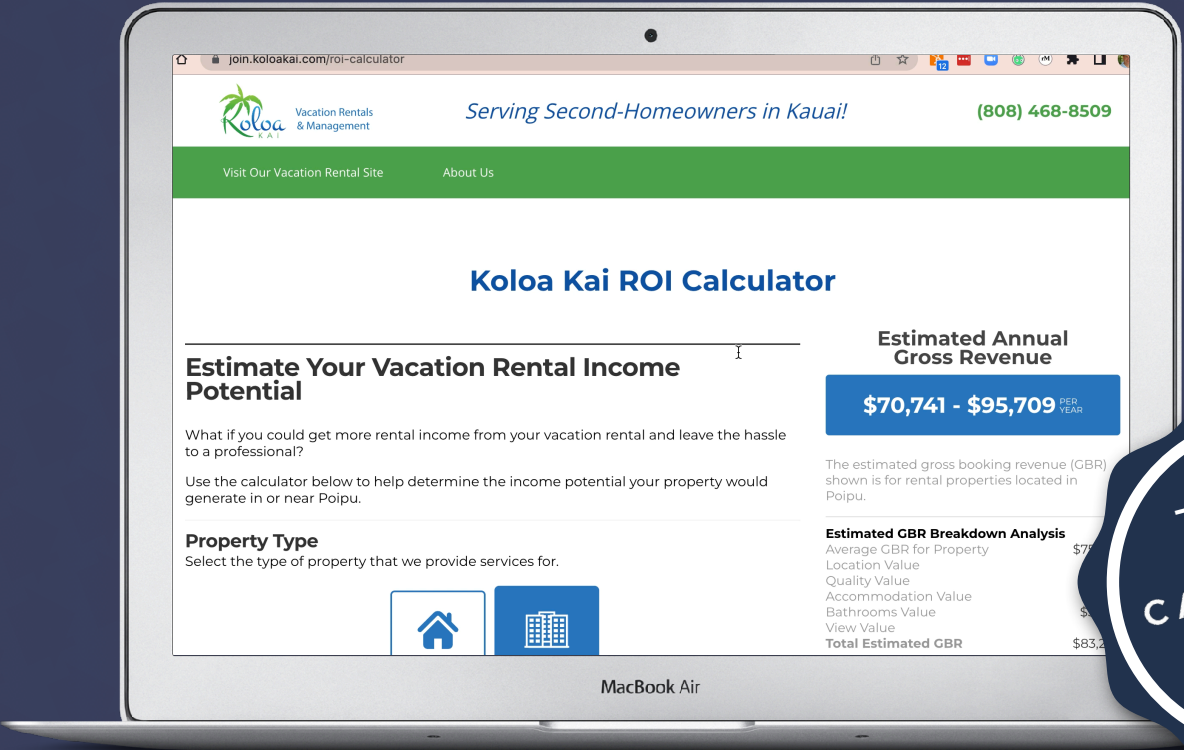 join.koloakai.com/roi-calculator
12
rM
Koloa
KAI
Vacation Rentals
& Management
Serving Second-Homeowners in Kauai!
(808) 468-8509
Visit Our Vacation Rental Site
About Us
Koloa Kai ROI Calculator
Estimate Your Vacation Rental Income
Potential
What if you could get more rental income from your vacation rental and leave the hassle
to a professional?
Use the calculator below to help determine the income potential your property would
generate in or near Poipu.
Property Type
Select the type of property that we provide services for.
Estimated Annual
Gross Revenue
$70,741 - $95,709 PER
YEAR
The estimated gross booking revenue (GBR)
shown is for rental properties located in
Poipu.
Estimated GBR Breakdown Analysis
Average GBR for Property
Location Value
Quality Value
Accommodation Value
Bathrooms Value
View Value
Total Estimated GBR $83,2
MacBook Air